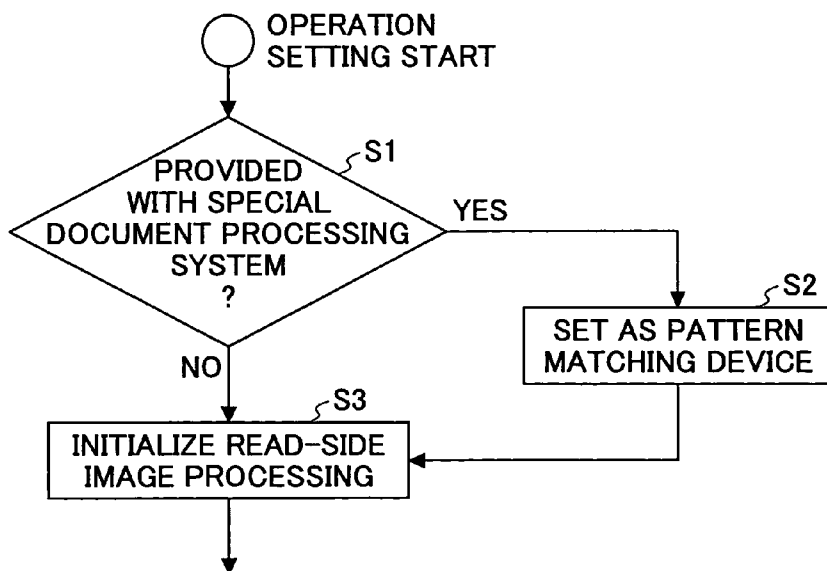 OPERATION
SETTING START
S1
PROVIDED
WITH SPECIAL
DOCUMENT PROCESSING
SYSTEM
?
YES
S2
SET AS PATTERN
MATCHING DEVICE
NO
S3
INITIALIZE READ-SIDE
IMAGE PROCESSING